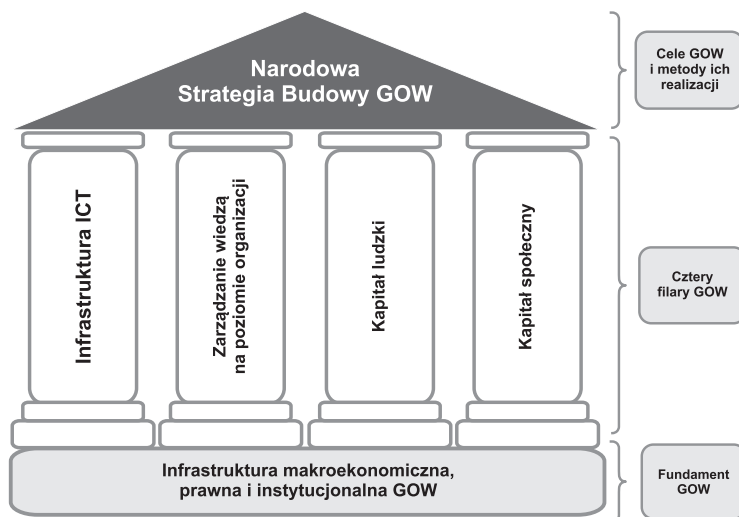 Narodowa
Strategia Budowy GOW
Cele GOW
i metody ich
realizacji
Infrastruktura ICT
Zarządzanie wiedzą
na poziomie organizacji
Kapitał ludzki
Kapitał społeczny
Cztery
filary GOW
Infrastruktura makroekonomiczna,
prawna i instytucjonalna GOW
Fundament
GOW